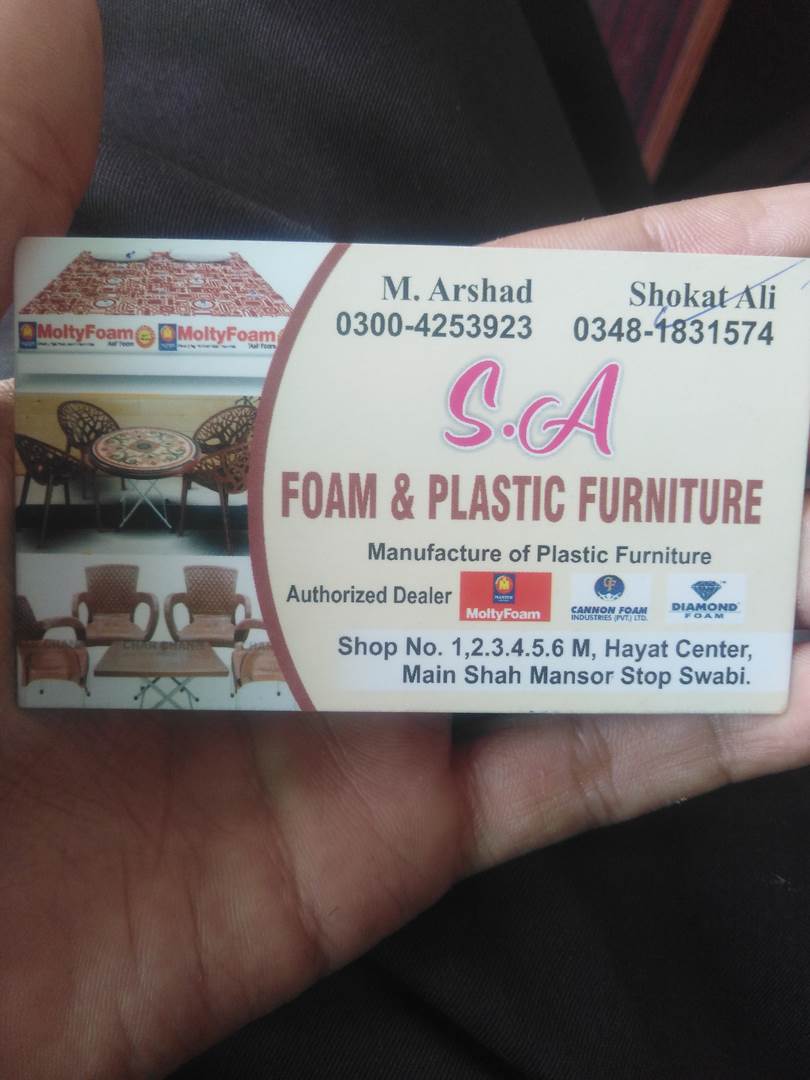 M. Arshad
0300-4253923
Shokat Ali
0348-1831574
MoltyFoam
MoltyFoam
S.A
FOAM & PLASTIC FURNITURE
Manufacture of Plastic Furniture
Authorized Dealer
MASTER
MoltyFoam
CANNON FOAM
INDUSTRIES (PVT.) LTD.
DIAMOND
FOAM
Shop No. 1,2.3.4.5.6 M, Hayat Center,
Main Shah Mansor Stop Swabi.